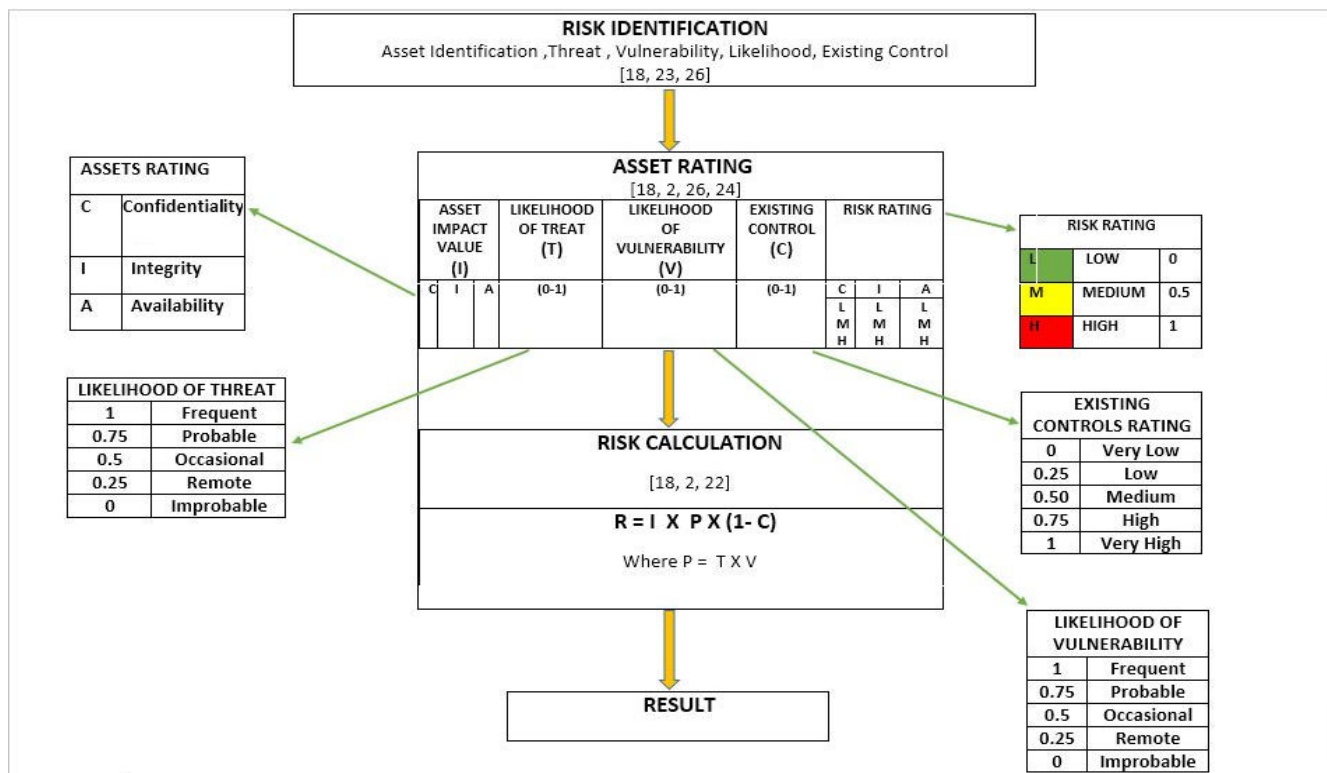 RISK IDENTIFICATION
Asset Identification ,Threat , Vulnerability, Likelihood, Existing Control
[18, 23, 26]
ASSET RATING
[18, 2, 26, 24]
ASSET IMPACT VALUE (I)
LIKELIHOOD OF TREAT (T)
LIKELIHOOD OF VULNERABILITY (V)
EXISTING CONTROL (C)
RISK RATING
C I A (0-1) (0-1) (0-1) C I A
L L L
M M M
H H H
ASSETS RATING
C Confidentiality
I Integrity
A Availability
RISK RATING
L LOW 0
M MEDIUM 0.5
H HIGH 1
LIKELIHOOD OF THREAT
1 Frequent
0.75 Probable
0.5 Occasional
0.25 Remote
0 Improbable
RISK CALCULATION
[18, 2, 22]
R = I X P X (1- C)
Where P = T X V
EXISTING
CONTROLS RATING
0 Very Low
0.25 Low
0.50 Medium
0.75 High
1 Very High
LIKELIHOOD OF
VULNERABILITY
1 Frequent
0.75 Probable
0.5 Occasional
0.25 Remote
0 Improbable
RESULT